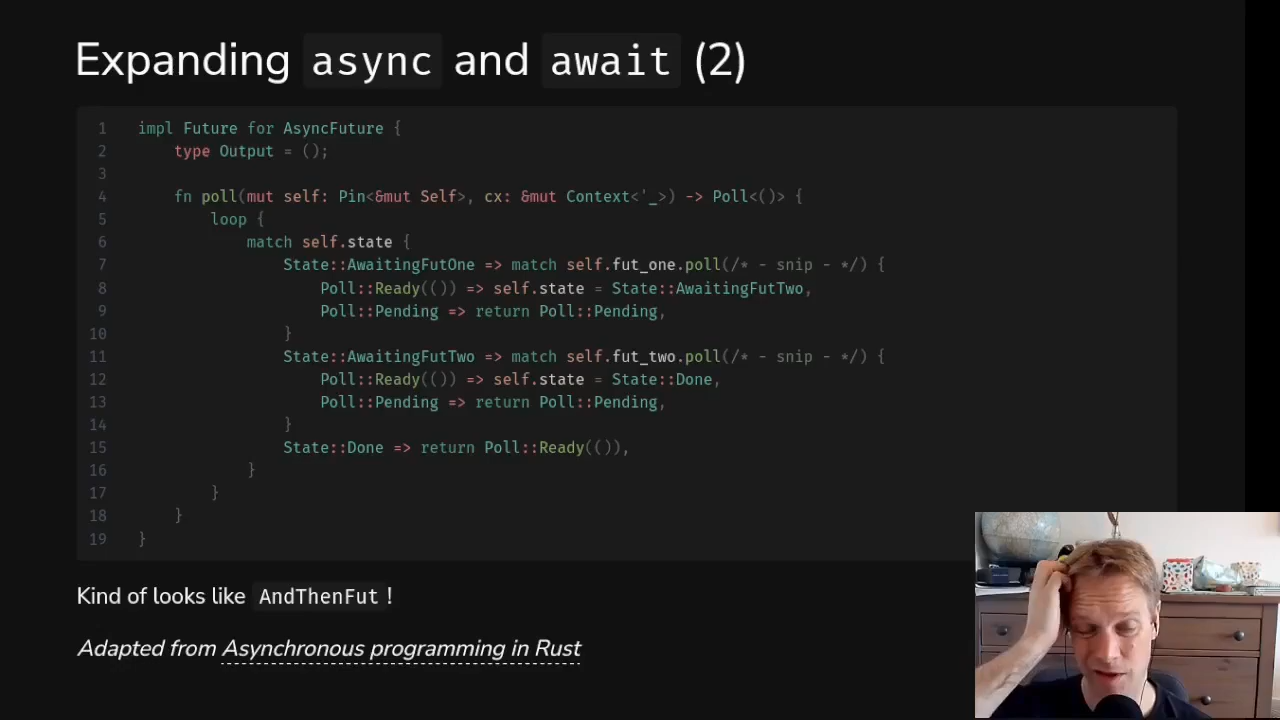 Expanding async and await (2)
1 impl Future for AsyncFuture {
2 type Output = ();
3
4 fn poll(mut self: Pin<&mut Self>, cx: &mut Context<'_>) -> Poll<()> {
5 loop {
6 match self.state {
7 State::AwaitingFutOne => match self.fut_one.poll(/* - snip - */) {
8 Poll::Ready(()) => self.state = State::AwaitingFutTwo,
9 Poll::Pending => return Poll::Pending,
10 }
11 State::AwaitingFutTwo => match self.fut_two.poll(/* - snip - */) {
12 Poll::Ready(()) => self.state = State::Done,
13 Poll::Pending => return Poll::Pending,
14 }
15 State::Done => return Poll::Ready(()),
16 }
17 }
18 }
19 }
Kind of looks like AndThenFut !
Adapted from Asynchronous programming in Rust